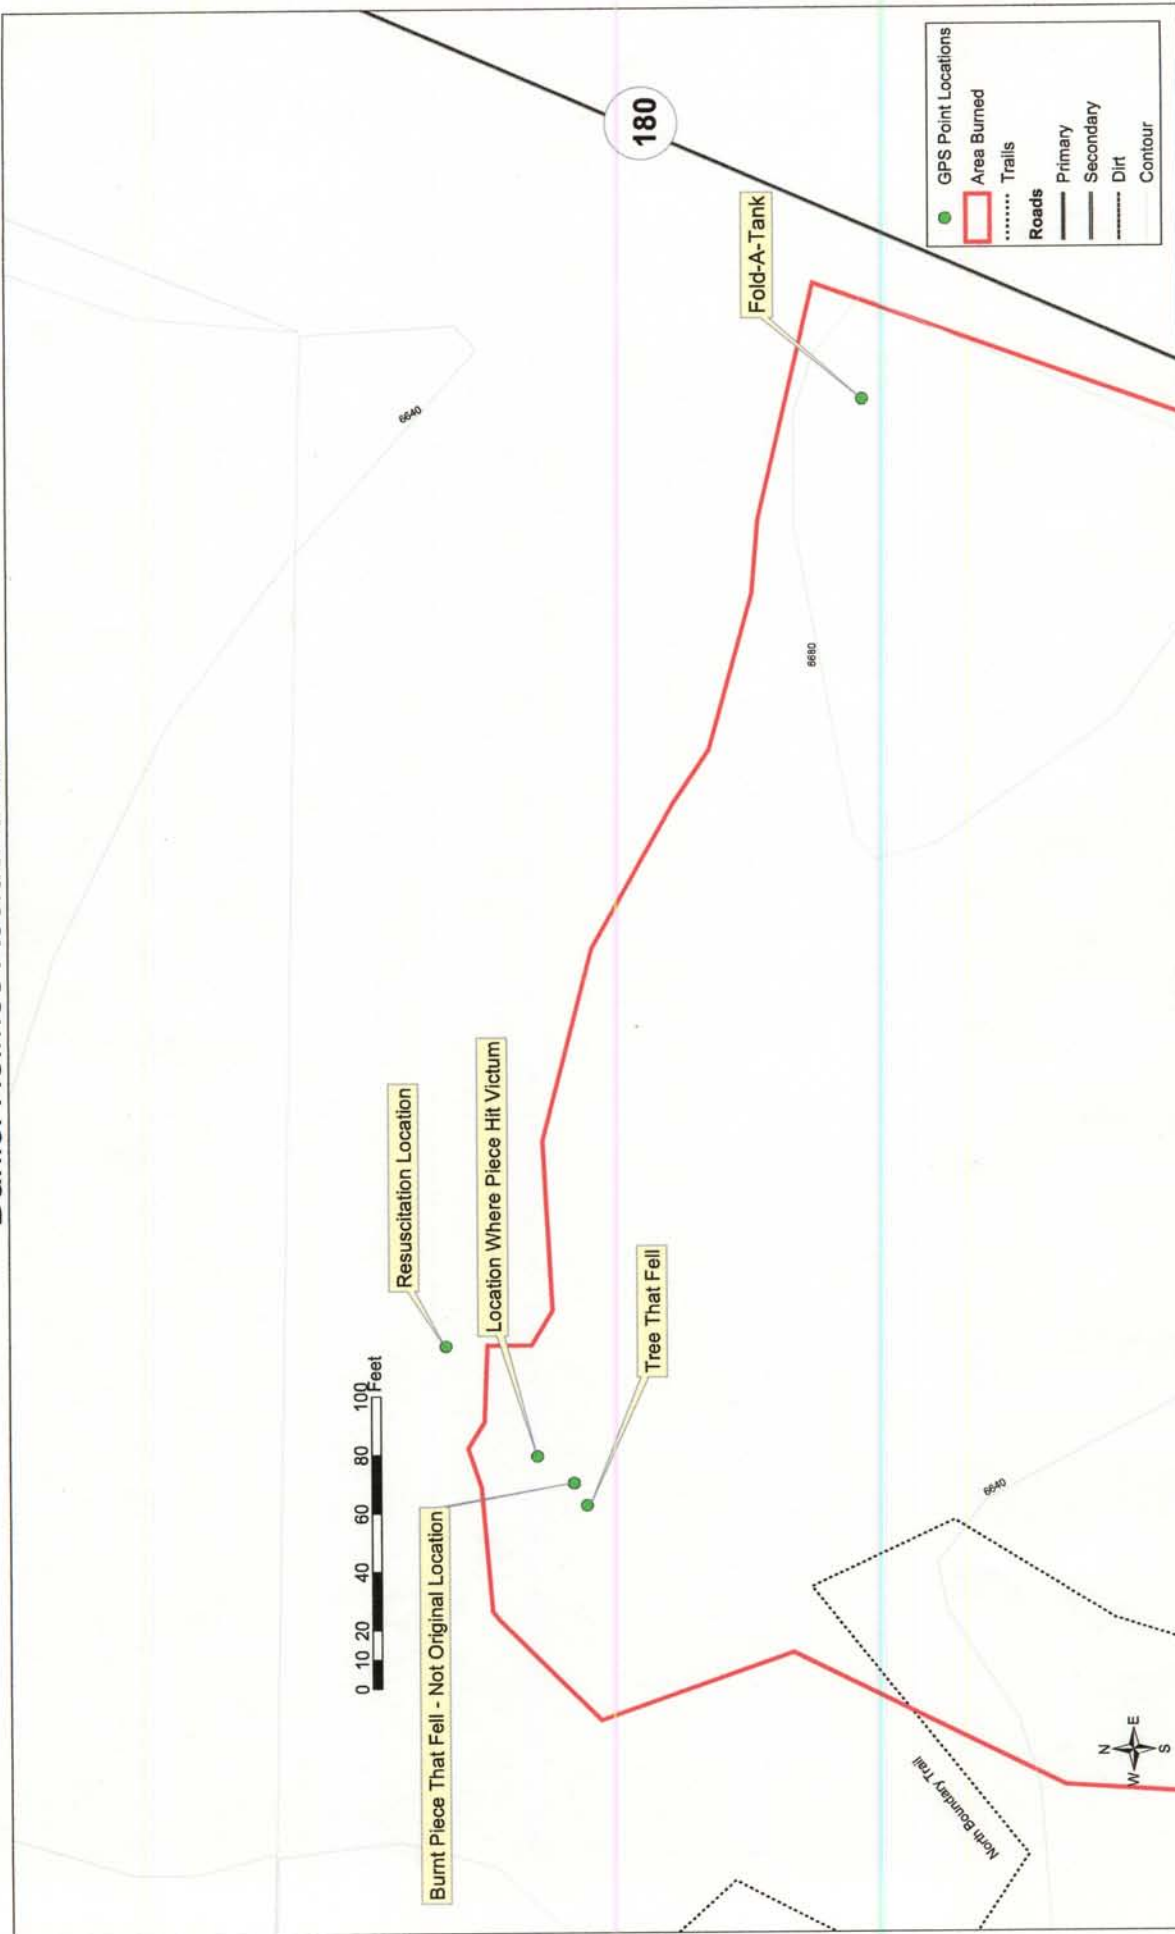 180
Fold-A-Tank
6640
6680
Resuscitation Location
Location Where Piece Hit Victum
Tree That Fell
0 10 20 40 60 80 100
Feet
Burnt Piece That Fell - Not Original Location
6640
North Boundary Trail
N
W E
S
GPS Point Locations
Area Burned
Trails
Roads
Primary
Secondary
Dirt
Contour